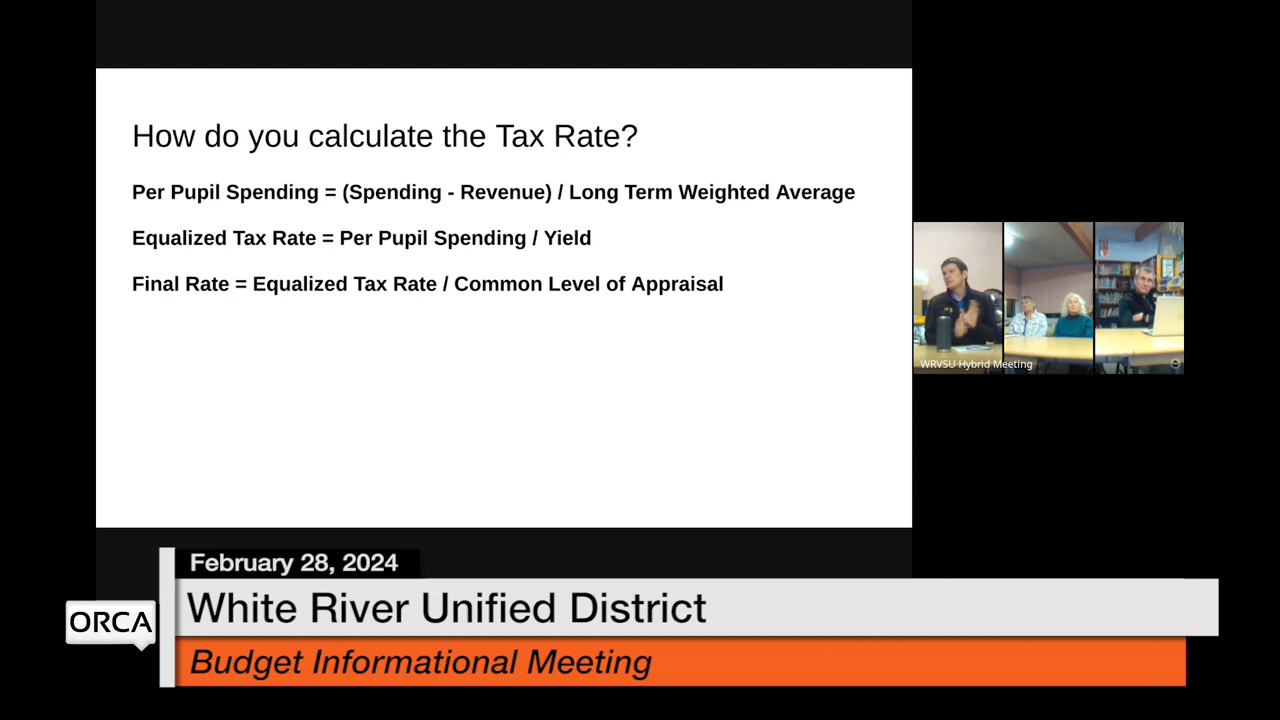 How do you calculate the Tax Rate?
Per Pupil Spending = (Spending - Revenue) / Long Term Weighted Average
Equalized Tax Rate = Per Pupil Spending / Yield
Final Rate = Equalized Tax Rate / Common Level of Appraisal
WRVSU Hybrid Meeting
February 28, 2024
White River Unified District
ORCA
Budget Informational Meeting